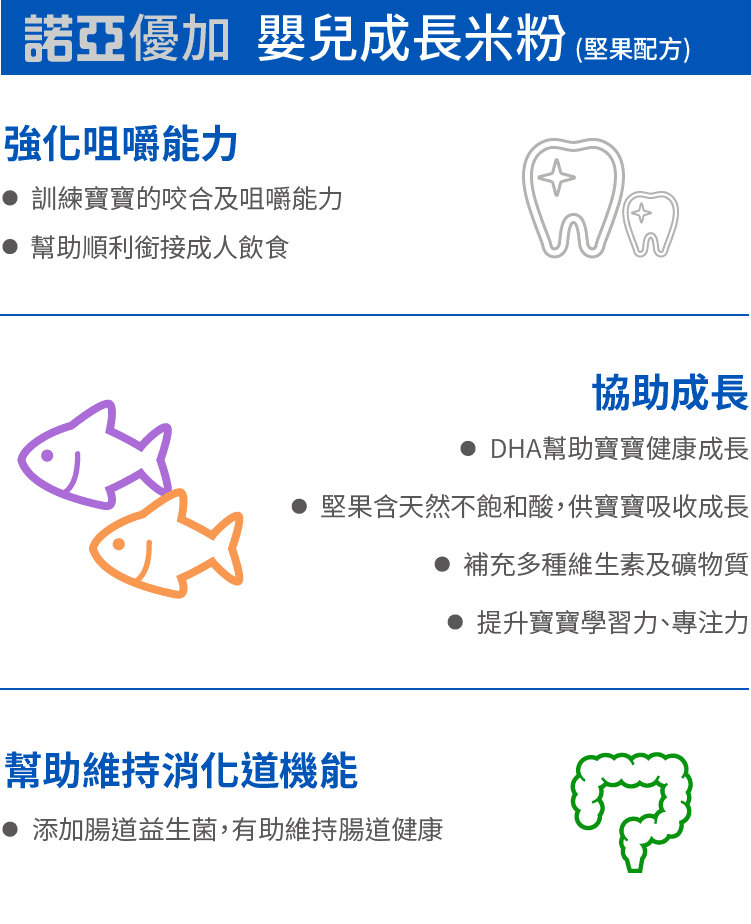 諾亞優加 嬰兒成長米粉 (堅果配方)
強化咀嚼能力
● 訓練寶寶的咬合及咀嚼能力
● 幫助順利銜接成人飲食
協助成長
● DHA幫助寶寶健康成長
● 堅果含天然不飽和酸，供寶寶吸收成長
● 補充多種維生素及礦物質
● 提升寶寶學習力、專注力
幫助維持消化道機能
● 添加腸道益生菌，有助維持腸道健康